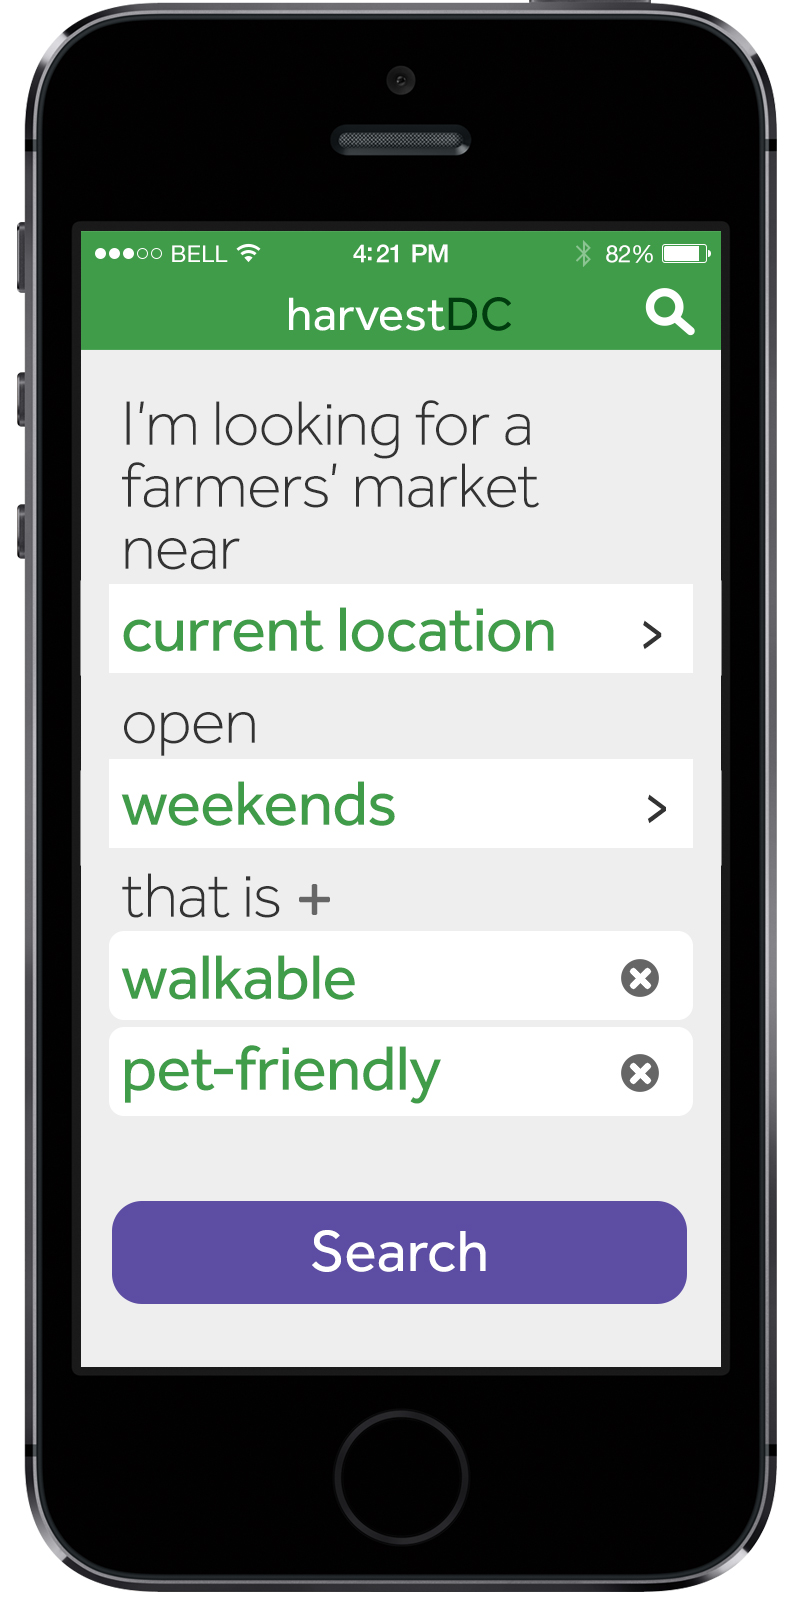 BELL 4:21 PM 82%
harvestDC
I'm looking for a
farmers' market
near
current location >
open
weekends >
that is +
walkable
pet-friendly
Search